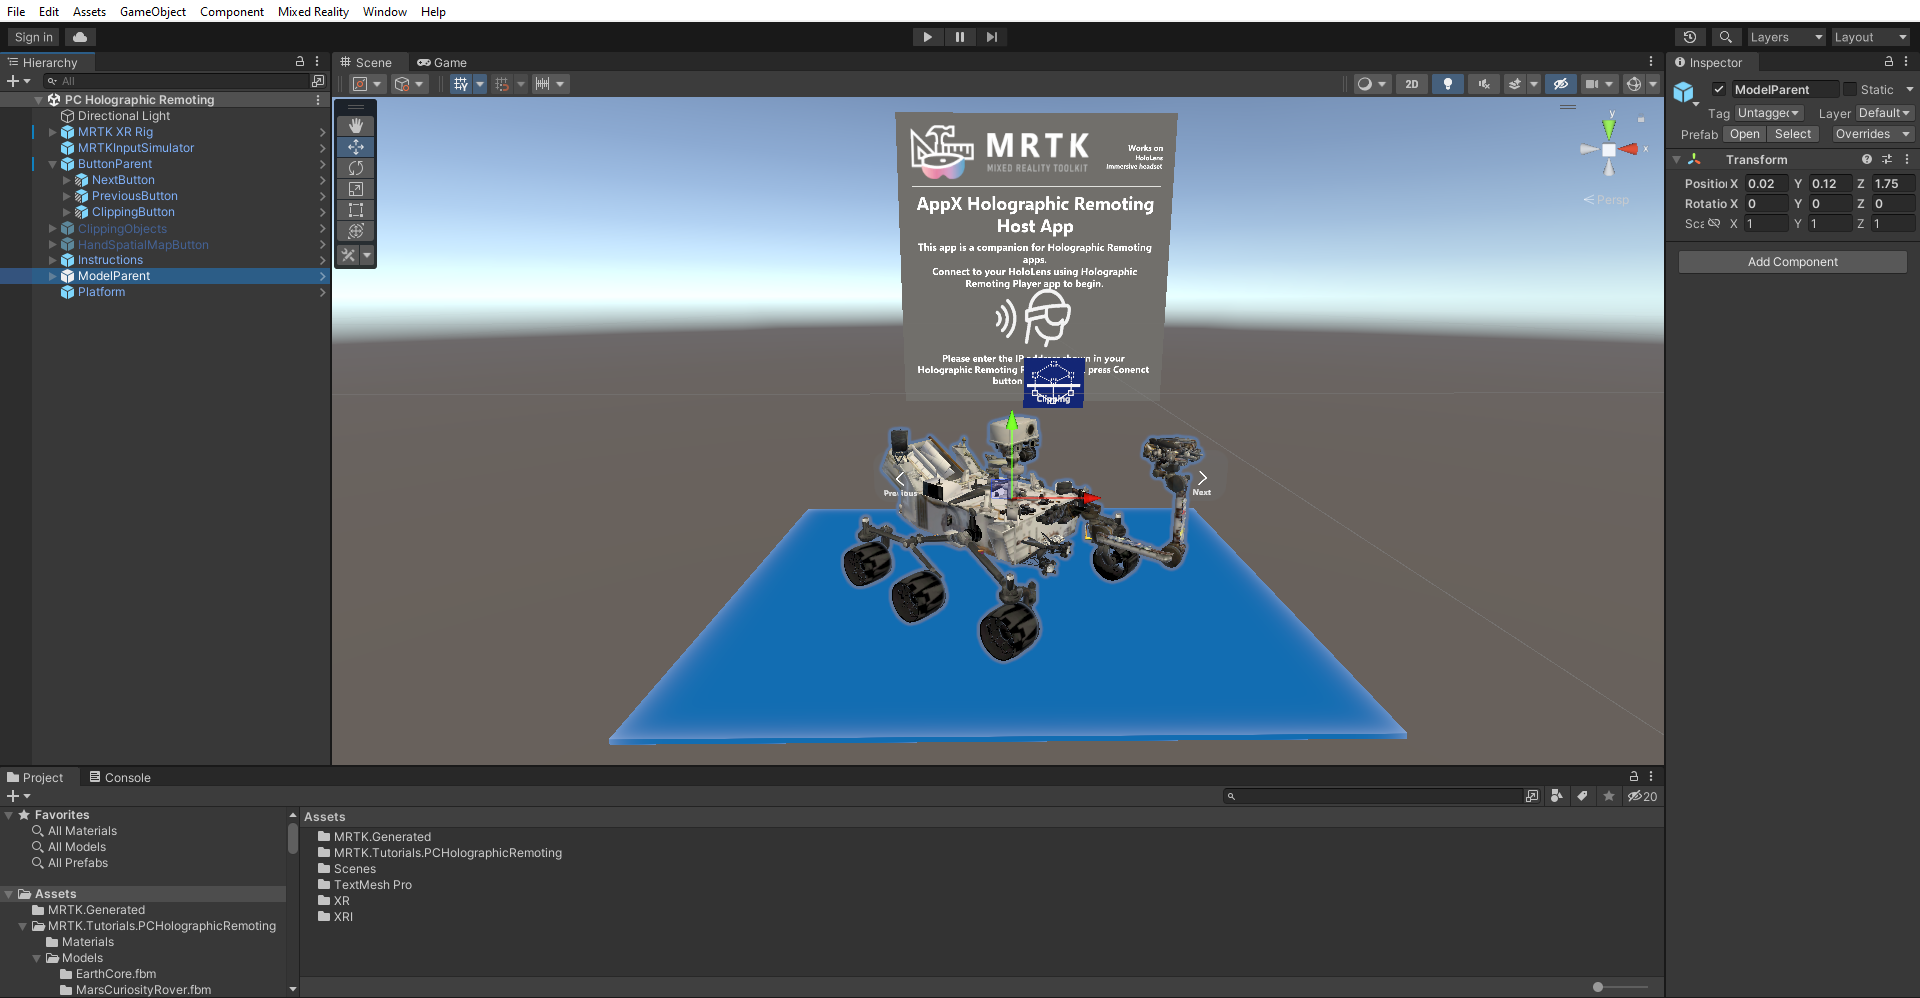 File Edit Assets GameObject Component Mixed Reality Window Help
Sign in
Layers Layout
Hierarchy
All
PC Holographic Remoting
Directional Light
MRTK XR Rig
MRTKInputSimulator
ButtonParent
NextButton
PreviousButton
ClippingButton
ClippingObjects
HandSpatialMapButton
Instructions
ModelParent
Platform
Scene Game
2D
MRTK
MIXED REALITY TOOLKIT
Works on
HoloLens
Immersive headset
AppX Holographic Remoting
Host App
This app is a companion for Holographic Remoting
apps.
Connect to your HoloLens using Holographic
Remoting Player app to begin.
Please enter the IP address shown in your
Holographic Remoting press Conenct
button
Clipping
Previous
Next
y
x
Persp
Inspector
ModelParent Static
Tag Untagged Layer Default
Prefab Open Select Overrides
Transform
Position X 0.02 Y 0.12 Z 1.75
Rotatio X 0 Y 0 Z 0
Sca X 1 Y 1 Z 1
Add Component
Project Console
20
Favorites
All Materials
All Models
All Prefabs
Assets
MRTK.Generated
MRTK.Tutorials.PCHolographicRemoting
Materials
Models
EarthCore.fbm
MarsCuriosityRover.fbm
Assets
MRTK.Generated
MRTK.Tutorials.PCHolographicRemoting
Scenes
TextMesh Pro
XR
XRI